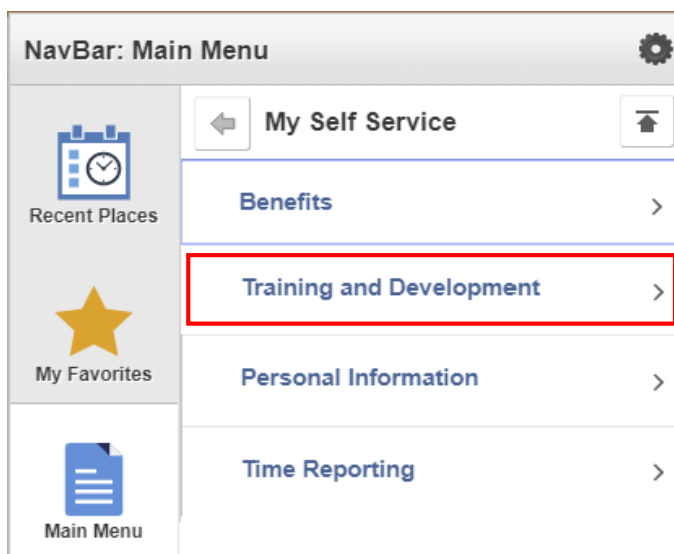 NavBar: Main Menu
My Self Service
Recent Places
Benefits
Training and Development
My Favorites
Personal Information
Time Reporting
Main Menu